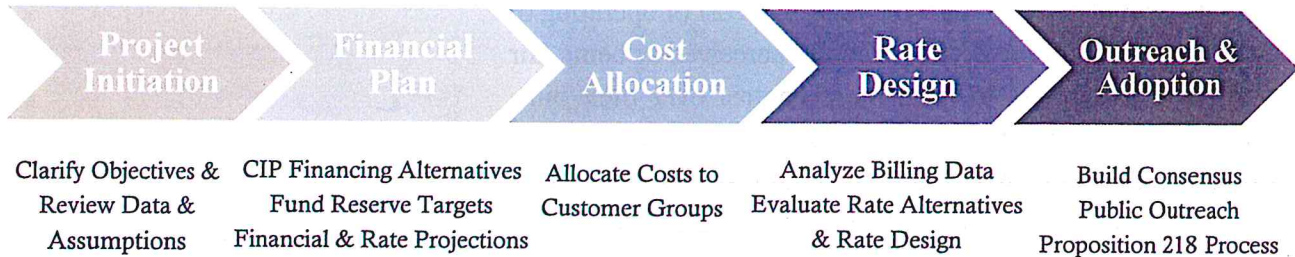 Project
Initiation
Financial
Plan
Cost
Allocation
Rate
Design
Outreach &
Adoption
Clarify Objectives &
Review Data &
Assumptions
CIP Financing Alternatives
Fund Reserve Targets
Financial & Rate Projections
Allocate Costs to
Customer Groups
Analyze Billing Data
Evaluate Rate Alternatives
& Rate Design
Build Consensus
Public Outreach
Proposition 218 Process